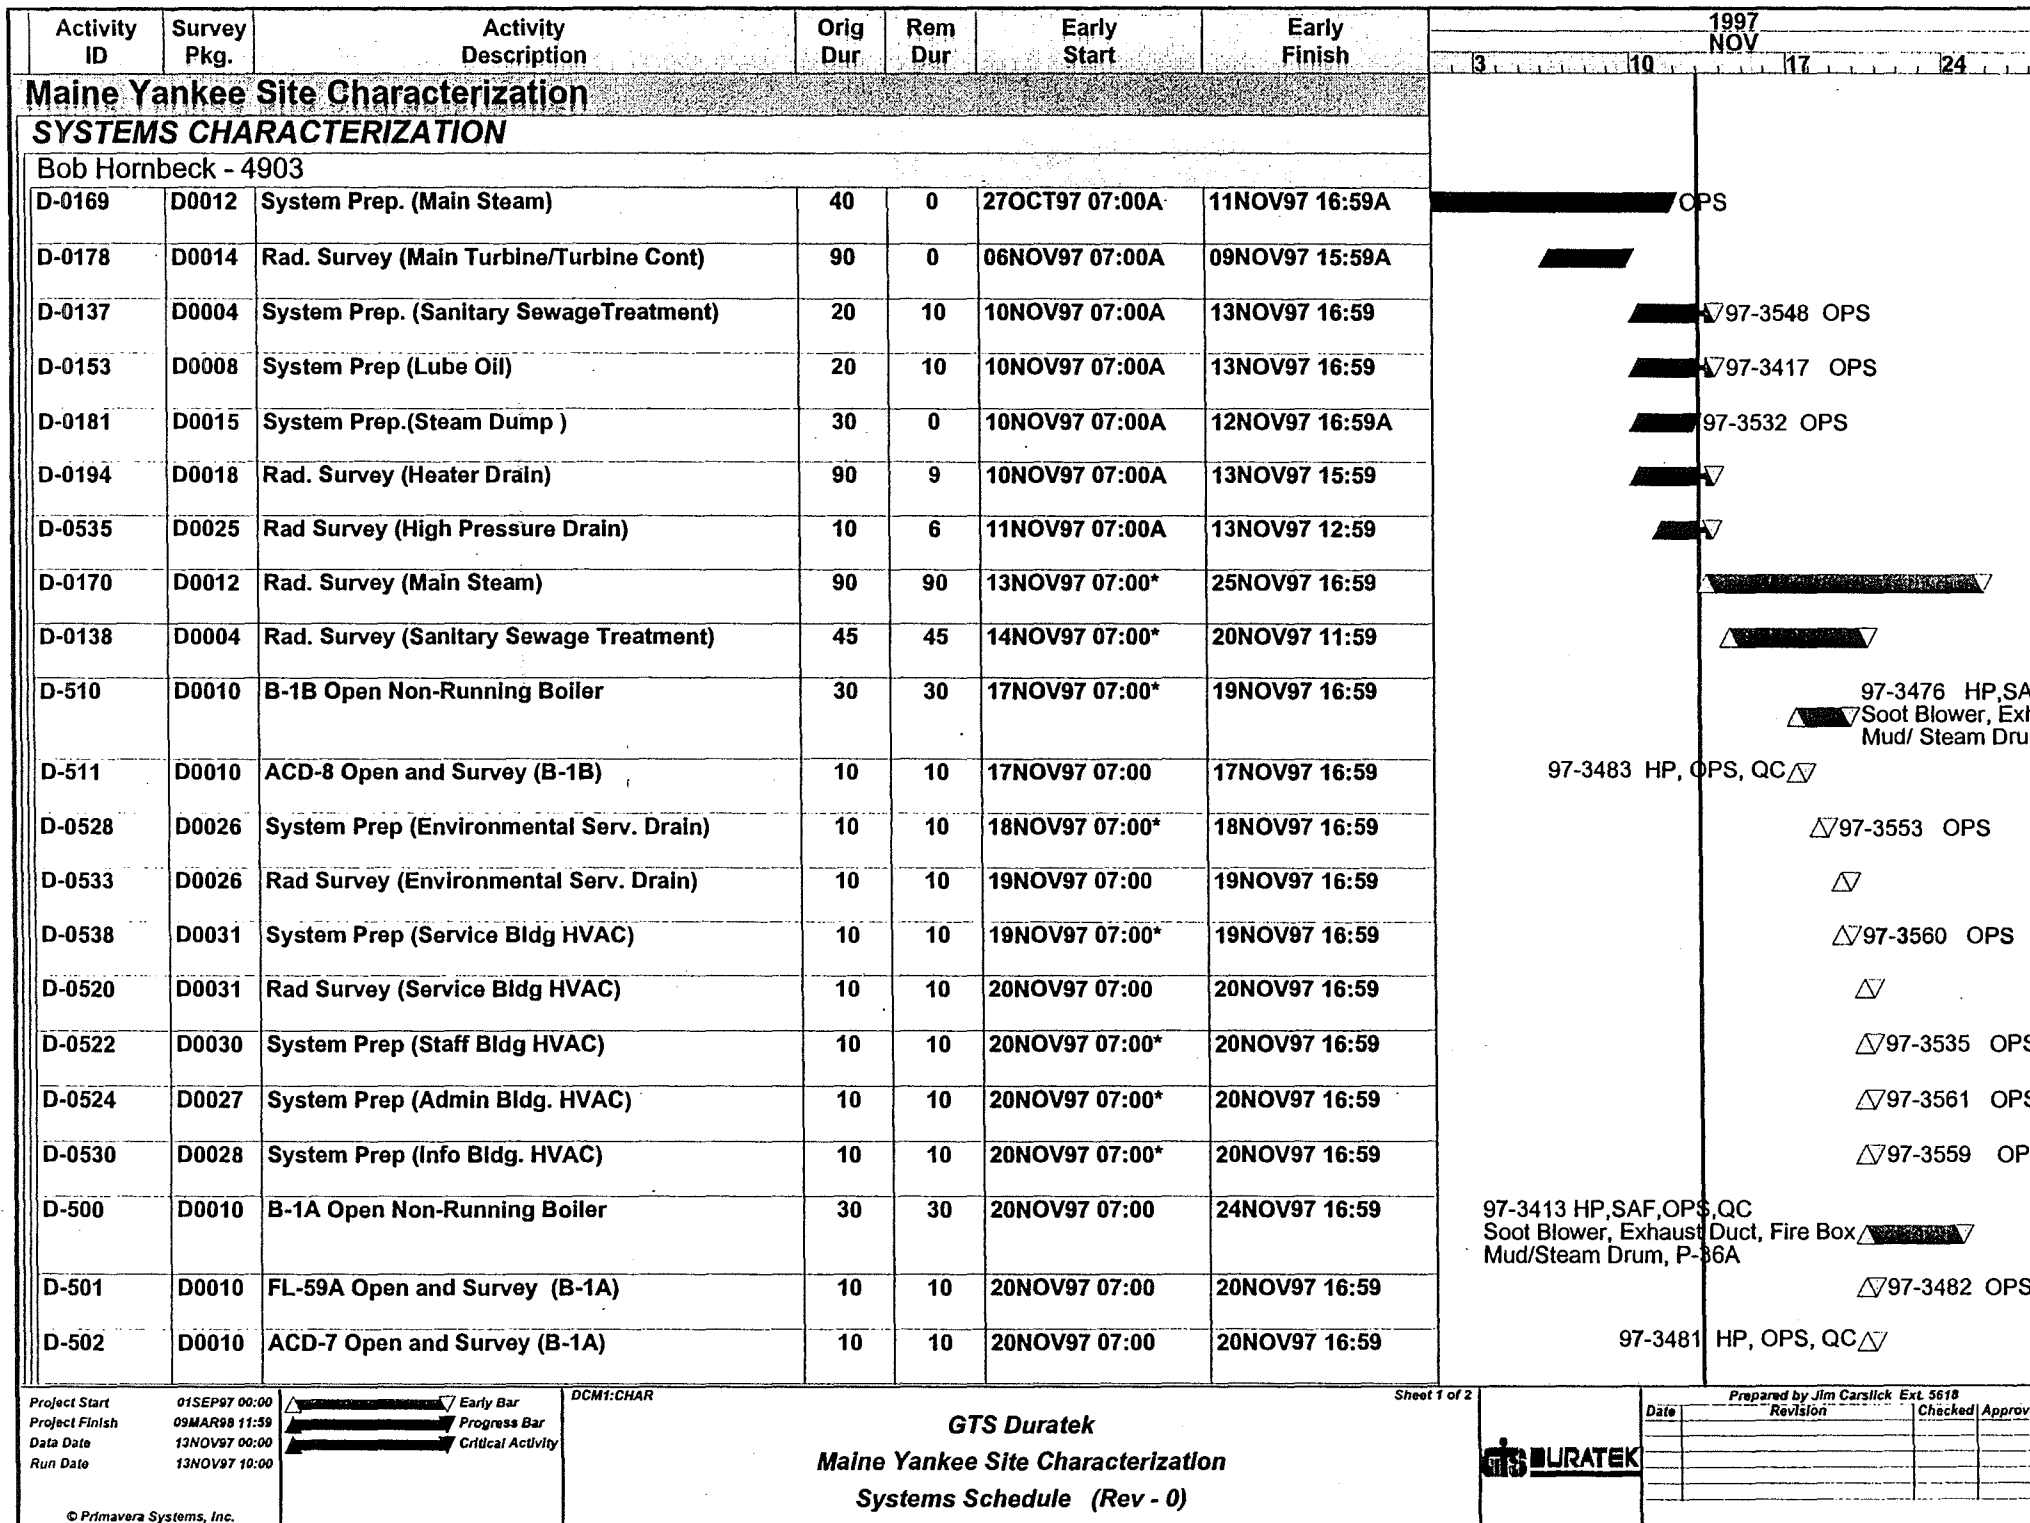 Activity ID Survey Pkg. Activity Description Orig Dur Rem Dur Early Start Early Finish
1997
NOV
3 10 17 24
Maine Yankee Site Characterization
SYSTEMS CHARACTERIZATION
Bob Hornbeck - 4903
D-0169 D0012 System Prep. (Main Steam) 40 0 27OCT97 07:00A 11NOV97 16:59A OPS
D-0178 D0014 Rad. Survey (Main Turbine/Turbine Cont) 90 0 06NOV97 07:00A 09NOV97 15:59A
D-0137 D0004 System Prep. (Sanitary SewageTreatment) 20 10 10NOV97 07:00A 13NOV97 16:59 97-3548 OPS
D-0153 D0008 System Prep (Lube Oil) 20 10 10NOV97 07:00A 13NOV97 16:59 97-3417 OPS
D-0181 D0015 System Prep.(Steam Dump ) 30 0 10NOV97 07:00A 12NOV97 16:59A 97-3532 OPS
D-0194 D0018 Rad. Survey (Heater Drain) 90 9 10NOV97 07:00A 13NOV97 15:59
D-0535 D0025 Rad Survey (High Pressure Drain) 10 6 11NOV97 07:00A 13NOV97 12:59
D-0170 D0012 Rad. Survey (Main Steam) 90 90 13NOV97 07:00* 25NOV97 16:59
D-0138 D0004 Rad. Survey (Sanitary Sewage Treatment) 45 45 14NOV97 07:00* 20NOV97 11:59
D-510 D0010 B-1B Open Non-Running Boiler 30 30 17NOV97 07:00* 19NOV97 16:59 97-3476 HP,SA
Soot Blower, Exh
Mud/ Steam Dru
D-511 D0010 ACD-8 Open and Survey (B-1B) 10 10 17NOV97 07:00 17NOV97 16:59 97-3483 HP, OPS, QC
D-0528 D0026 System Prep (Environmental Serv. Drain) 10 10 18NOV97 07:00* 18NOV97 16:59 97-3553 OPS
D-0533 D0026 Rad Survey (Environmental Serv. Drain) 10 10 19NOV97 07:00 19NOV97 16:59
D-0538 D0031 System Prep (Service Bldg HVAC) 10 10 19NOV97 07:00* 19NOV97 16:59 97-3560 OPS
D-0520 D0031 Rad Survey (Service Bldg HVAC) 10 10 20NOV97 07:00 20NOV97 16:59
D-0522 D0030 System Prep (Staff Bldg HVAC) 10 10 20NOV97 07:00* 20NOV97 16:59 97-3535 OPS
D-0524 D0027 System Prep (Admin Bldg. HVAC) 10 10 20NOV97 07:00* 20NOV97 16:59 97-3561 OPS
D-0530 D0028 System Prep (Info Bldg. HVAC) 10 10 20NOV97 07:00* 20NOV97 16:59 97-3559 OP
D-500 D0010 B-1A Open Non-Running Boiler 30 30 20NOV97 07:00 24NOV97 16:59 97-3413 HP,SAF,OPS,QC
Soot Blower, Exhaust Duct, Fire Box
Mud/Steam Drum, P-36A
D-501 D0010 FL-59A Open and Survey (B-1A) 10 10 20NOV97 07:00 20NOV97 16:59 97-3482 OPS
D-502 D0010 ACD-7 Open and Survey (B-1A) 10 10 20NOV97 07:00 20NOV97 16:59 97-3481 HP, OPS, QC
Project Start 01SEP97 00:00
Project Finish 09MAR98 11:59
Data Date 13NOV97 00:00
Run Date 13NOV97 10:00
© Primavera Systems, Inc.
Early Bar
Progress Bar
Critical Activity
DCM1:CHAR
Sheet 1 of 2
GTS Duratek
Maine Yankee Site Characterization
Systems Schedule (Rev - 0)
GTS DURATEK
Prepared by Jim Carslick Ext. 5618
Date Revision Checked Approv